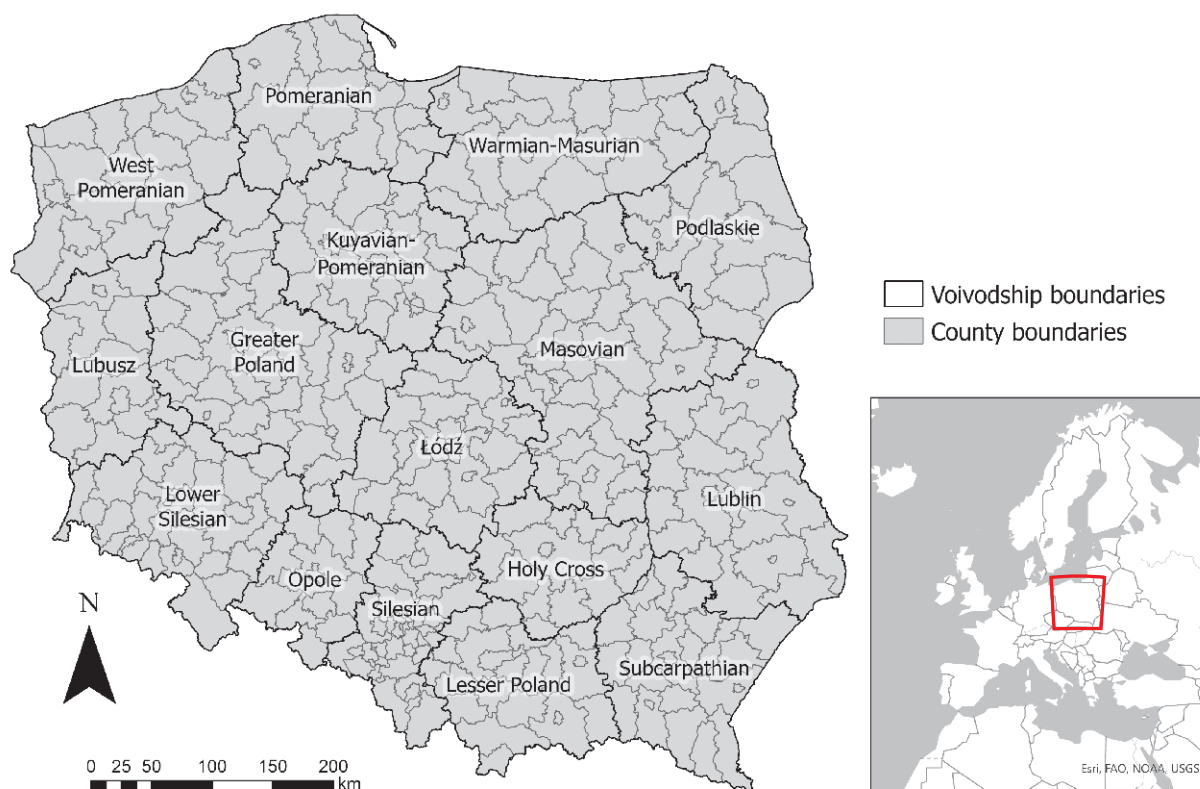 Pomeranian
Warmian-Masurian
West
Pomeranian
Podlaskie
Kuyavian-
Pomeranian
Voivodship boundaries
County boundaries
Greater
Poland
Masovian
Lubusz
Łódź
Lower
Silesian
Lublin
Holy Cross
Opole
Silesian
N
Subcarpathian
Lesser Poland
0 25 50 100 150 200
km
Esri, FAO, NOAA, USGS